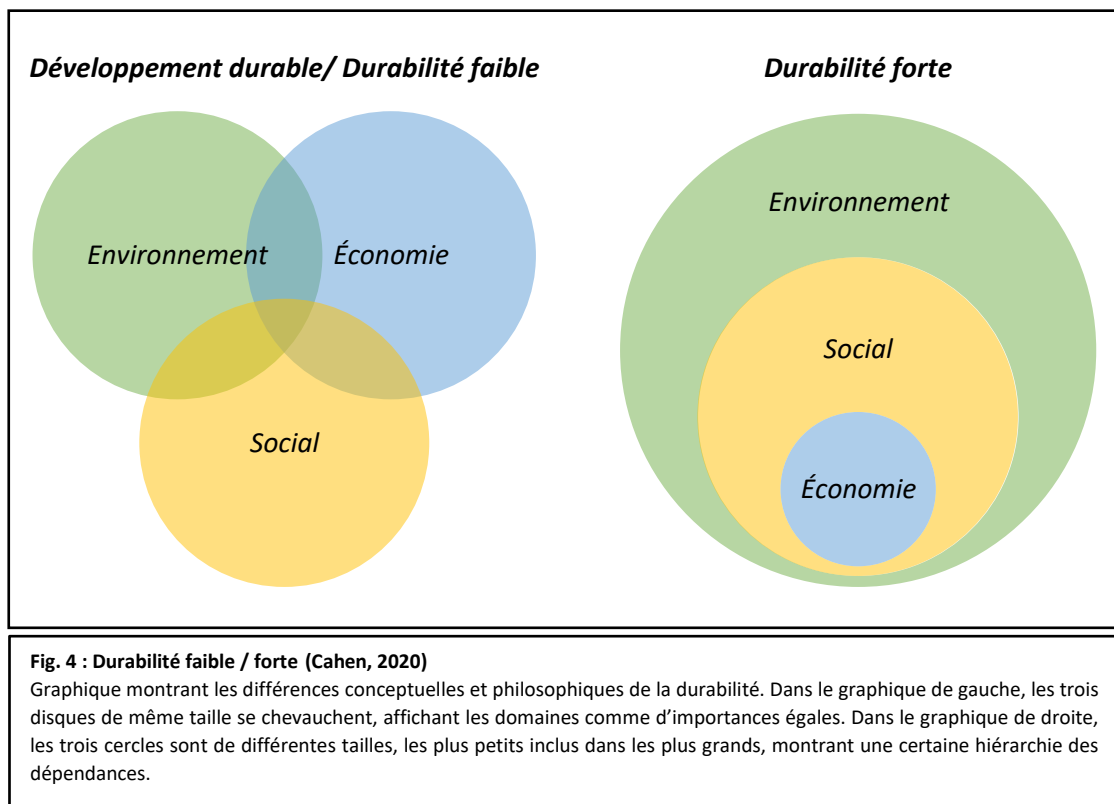 Développement durable/ Durabilité faible
Durabilité forte
Environnement
Économie
Social
Environnement
Social
Économie
Fig. 4 : Durabilité faible / forte (Cahen, 2020)
Graphique montrant les différences conceptuelles et philosophiques de la durabilité. Dans le graphique de gauche, les trois
disques de même taille se chevauchent, affichant les domaines comme d’importances égales. Dans le graphique de droite,
les trois cercles sont de différentes tailles, les plus petits inclus dans les plus grands, montrant une certaine hiérarchie des
dépendances.